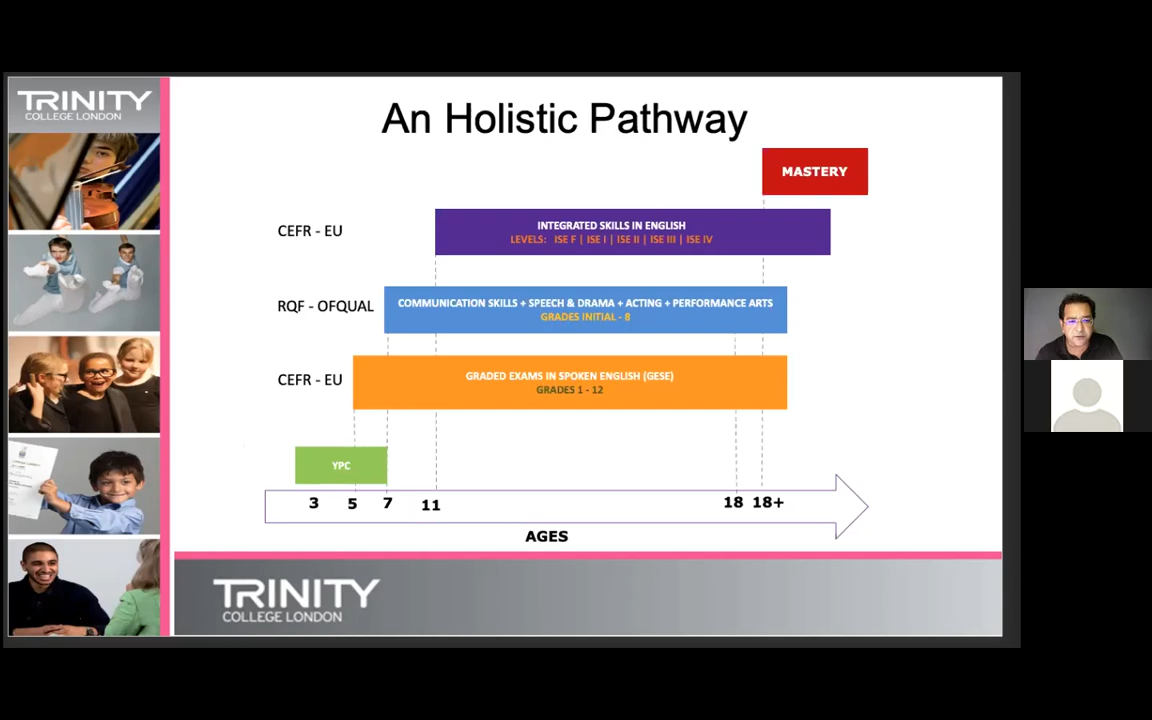 TRINITY
COLLEGE LONDON
An Holistic Pathway
MASTERY
CEFR - EU
INTEGRATED SKILLS IN ENGLISH
LEVELS: ISE F | ISE I | ISE II | ISE III | ISE IV
RQF - OFQUAL
COMMUNICATION SKILLS + SPEECH & DRAMA + ACTING + PERFORMANCE ARTS
GRADES INITIAL - 8
CEFR - EU
GRADED EXAMS IN SPOKEN ENGLISH (GESE)
GRADES 1 - 12
YPC
3 5 7 11 18 18+
AGES
TRINITY
COLLEGE LONDON